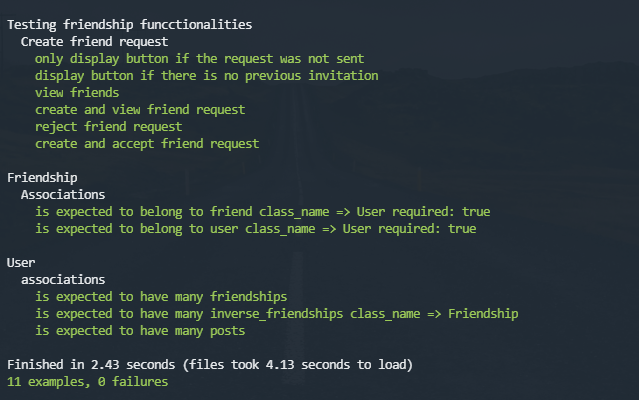 Testing friendship funcctionalities
Create friend request
only display button if the request was not sent
display button if there is no previous invitation
view friends
create and view friend request
reject friend request
create and accept friend request
Friendship
Associations
is expected to belong to friend class_name => User required: true
is expected to belong to user class_name => User required: true
User
associations
is expected to have many friendships
is expected to have many inverse_friendships class_name => Friendship
is expected to have many posts
Finished in 2.43 seconds (files took 4.13 seconds to load)
11 examples, 0 failures